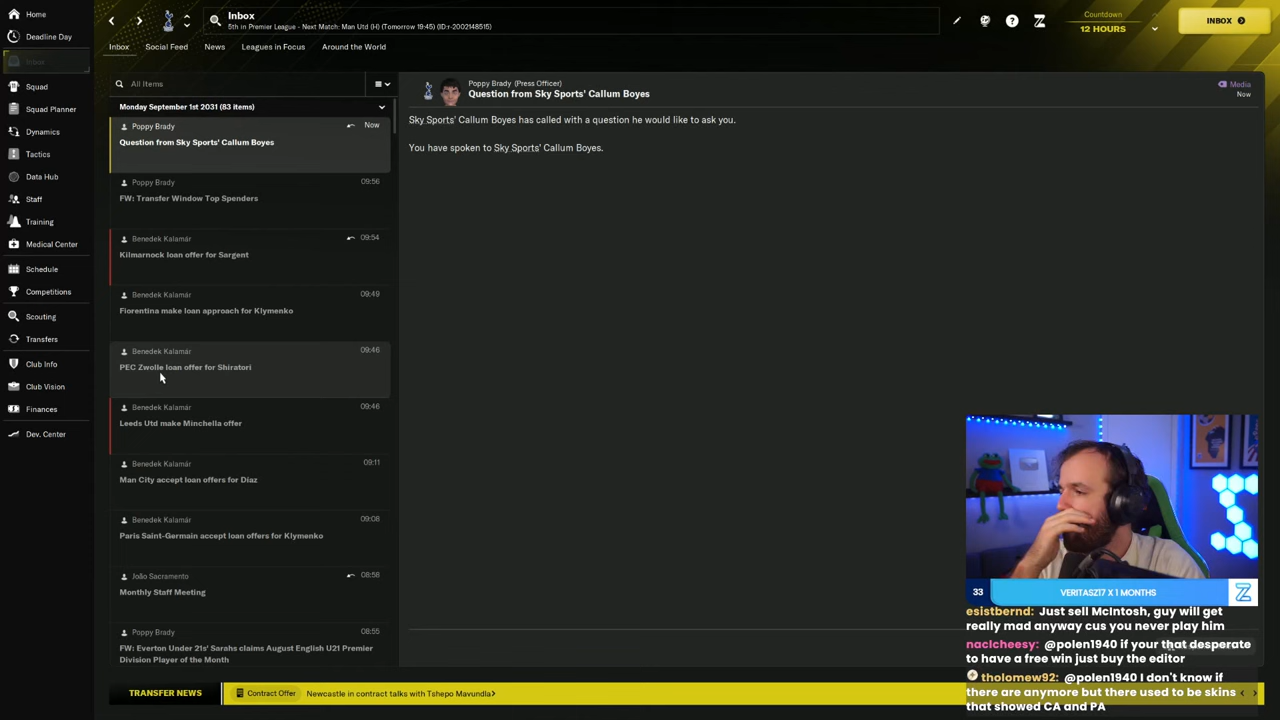 Home
Deadline Day
Inbox
Squad
Squad Planner
Dynamics
Tactics
Data Hub
Staff
Training
Medical Center
Schedule
Competitions
Scouting
Transfers
Club Info
Club Vision
Finances
Dev. Center
Inbox
5th in Premier League - Next Match: Man Utd (H) (Tomorrow 19:45) (ID:r-2002148515)
Countdown
12 HOURS
INBOX
Inbox
Social Feed
News
Leagues in Focus
Around the World
All Items
Monday September 1st 2031 (83 items)
Poppy Brady
Now
Question from Sky Sports' Callum Boyes
Poppy Brady
09:56
FW: Transfer Window Top Spenders
Benedek Kalamár
09:54
Kilmarnock loan offer for Sargent
Benedek Kalamár
09:49
Fiorentina make loan approach for Klymenko
Benedek Kalamár
09:46
PEC Zwolle loan offer for Shiratori
Benedek Kalamár
09:46
Leeds Utd make Minchella offer
Benedek Kalamár
09:11
Man City accept loan offers for Díaz
Benedek Kalamár
09:08
Paris Saint-Germain accept loan offers for Klymenko
João Sacramento
08:58
Monthly Staff Meeting
Poppy Brady
08:55
FW: Everton Under 21s' Sarahs claims August English U21 Premier
Division Player of the Month
Poppy Brady (Press Officer)
Question from Sky Sports' Callum Boyes
Media
Now
Sky Sports' Callum Boyes has called with a question he would like to ask you.
You have spoken to Sky Sports' Callum Boyes.
33
VERITASZ17 X 1 MONTHS
esistbernd: Just sell McIntosh, guy will get
really mad anyway cus you never play him
naclcheesy: @polen1940 if your that desperate
to have a free win just buy the editor
tholomew92: @polen1940 I don't know if
there are anymore but there used to be skins
that showed CA and PA
TRANSFER NEWS
Contract Offer
Newcastle in contract talks with Tshepo Mavundla>